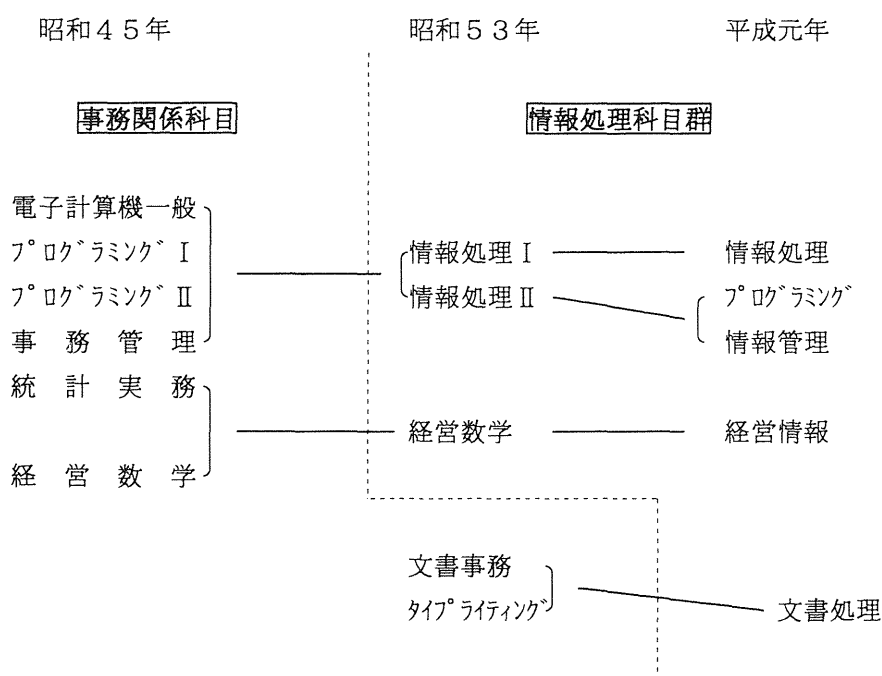 昭和４５年　昭和５３年　平成元年
事務関係科目　情報処理科目群
電子計算機一般
ﾌﾟﾛｸﾞﾗﾐﾝｸﾞⅠ　情報処理Ⅰ　情報処理
ﾌﾟﾛｸﾞﾗﾐﾝｸﾞⅡ　情報処理Ⅱ　ﾌﾟﾛｸﾞﾗﾐﾝｸﾞ
事務管理　情報管理
統計実務
経営数学　経営情報
経営数学
文書事務
ﾀｲﾌﾟﾗｲﾃｨﾝｸﾞ　文書処理